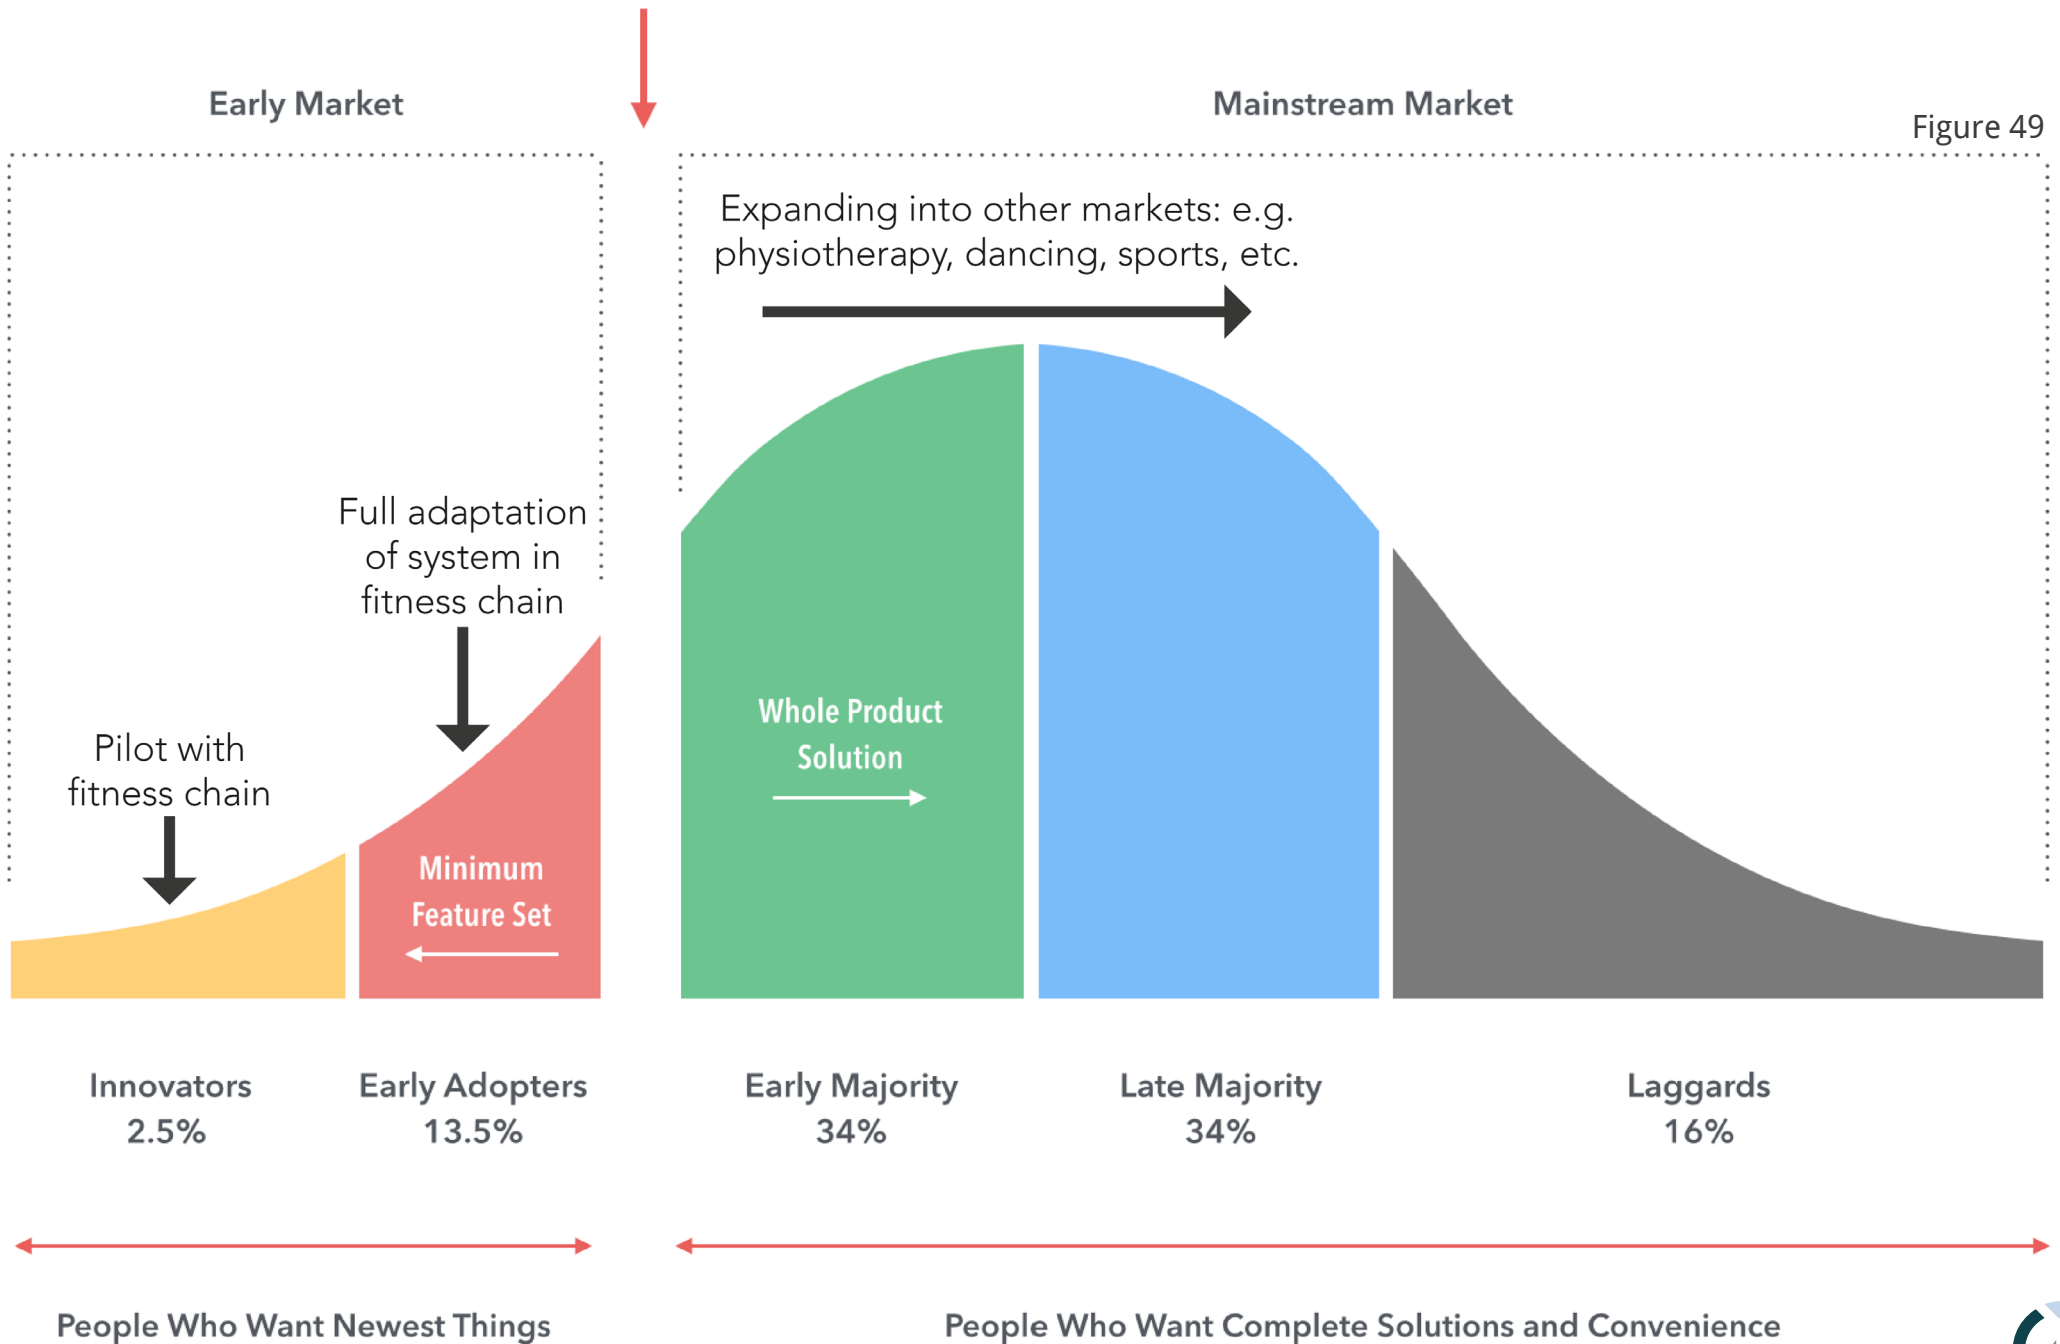 Early Market
Mainstream Market
Figure 49
Expanding into other markets: e.g.
physiotherapy, dancing, sports, etc.
Full adaptation
of system in
fitness chain
Pilot with
fitness chain
Minimum
Feature Set
Whole Product
Solution
Innovators
2.5%
Early Adopters
13.5%
Early Majority
34%
Late Majority
34%
Laggards
16%
People Who Want Newest Things
People Who Want Complete Solutions and Convenience